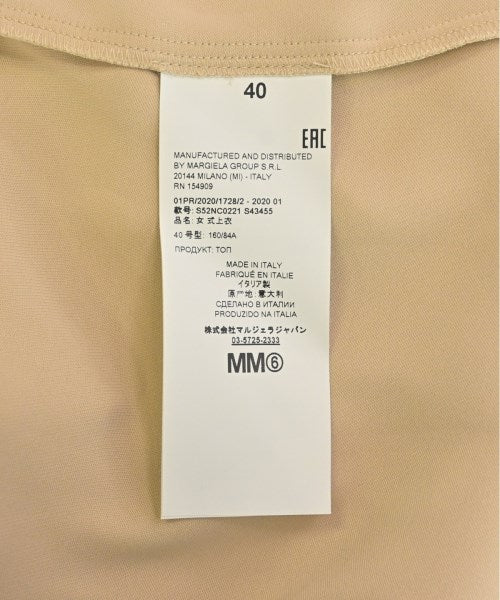 40
EAC
MANUFACTURED AND DISTRIBUTED
BY MARGIELA GROUP S.R.L
20144 MILANO (MI) - ITALY
RN 154909
01PR/2020/1728/2 - 2020 01
款号: S52NC0221 S43455
品名: 女式上衣
40 号型: 160/84A
ПРОДУКТ: ТОП
MADE IN ITALY
FABRIQUÉ EN ITALIE
イタリア製
原产地: 意大利
СДЕЛАНО В ИТАЛИИ
PRODUZIDO NA ITALIA
株式会社マルジェラジャパン
03-5725-2333
MM⑥